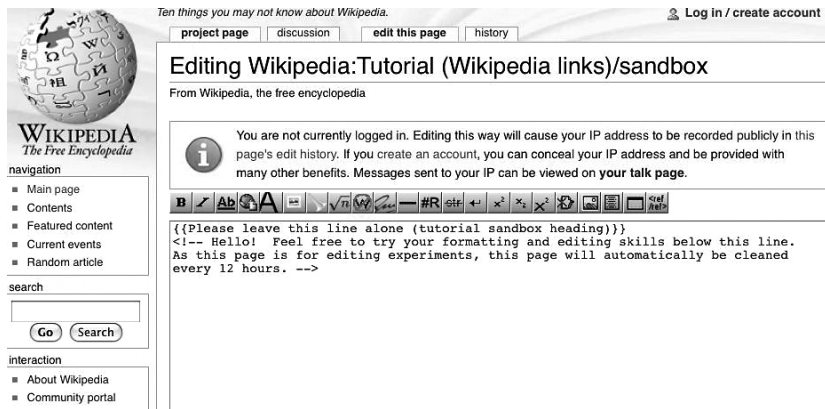 Ten things you may not know about Wikipedia.
Log in / create account
project page
discussion
edit this page
history
Editing Wikipedia:Tutorial (Wikipedia links)/sandbox
From Wikipedia, the free encyclopedia
WIKIPEDIA
The Free Encyclopedia
You are not currently logged in. Editing this way will cause your IP address to be recorded publicly in this
page's edit history. If you create an account, you can conceal your IP address and be provided with
many other benefits. Messages sent to your IP can be viewed on your talk page.
navigation
Main page
Contents
Featured content
Current events
Random article
search
Go
Search
interaction
About Wikipedia
Community portal
B I Ab A √n W — #R str x² x₂ x² <ref/ref>
{{Please leave this line alone (tutorial sandbox heading)}}
<!-- Hello!  Feel free to try your formatting and editing skills below this line.
As this page is for editing experiments, this page will automatically be cleaned
every 12 hours. -->